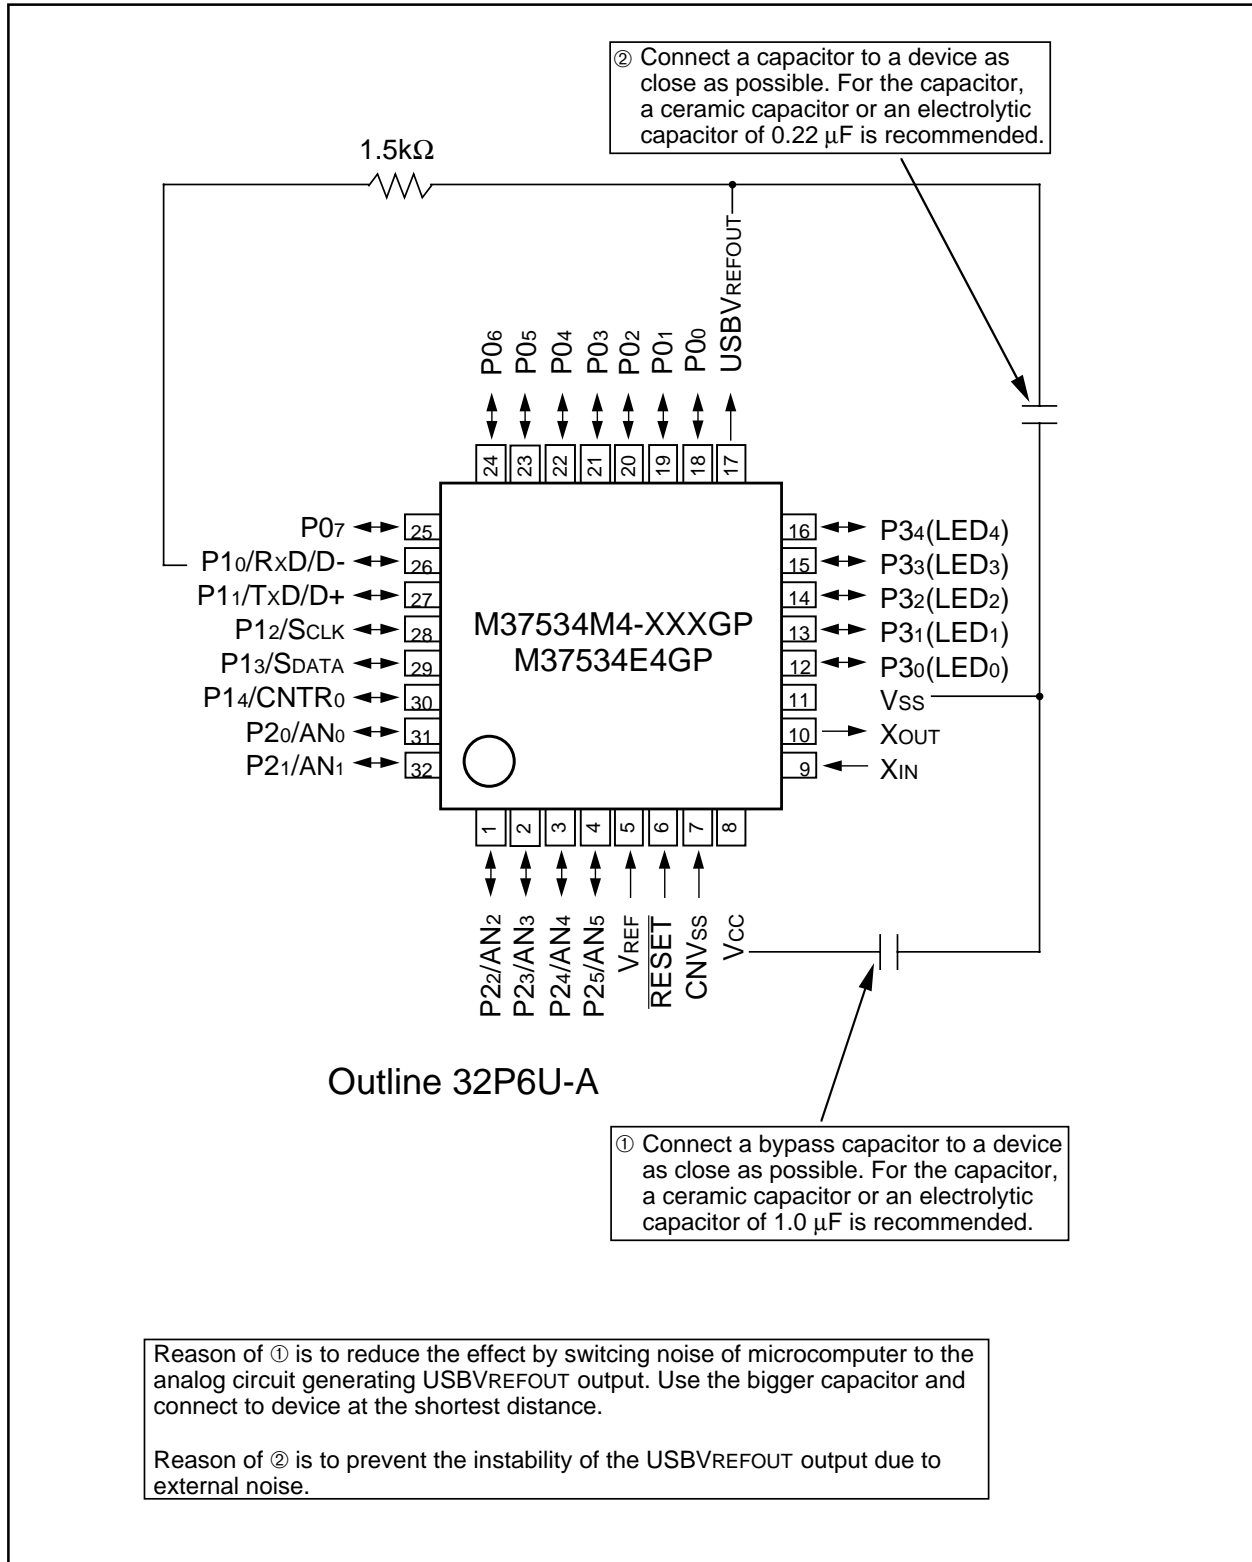 ② Connect a capacitor to a device as
close as possible. For the capacitor,
a ceramic capacitor or an electrolytic
capacitor of 0.22 μF is recommended.
1.5kΩ
P06
P05
P04
P03
P02
P01
P00
USBVREFOUT
24
23
22
21
20
19
18
17
P07
25
P10/RXD/D-
26
P11/TXD/D+
27
P12/SCLK
28
P13/SDATA
29
P14/CNTR0
30
P20/AN0
31
P21/AN1
32
M37534M4-XXXGP
M37534E4GP
16
P34(LED4)
15
P33(LED3)
14
P32(LED2)
13
P31(LED1)
12
P30(LED0)
11
VSS
10
XOUT
9
XIN
1
2
3
4
5
6
7
8
P22/AN2
P23/AN3
P24/AN4
P25/AN5
VREF
RESET
CNVSS
VCC
Outline 32P6U-A
① Connect a bypass capacitor to a device
as close as possible. For the capacitor,
a ceramic capacitor or an electrolytic
capacitor of 1.0 μF is recommended.
Reason of ① is to reduce the effect by switcing noise of microcomputer to the
analog circuit generating USBVREFOUT output. Use the bigger capacitor and
connect to device at the shortest distance.
Reason of ② is to prevent the instability of the USBVREFOUT output due to
external noise.